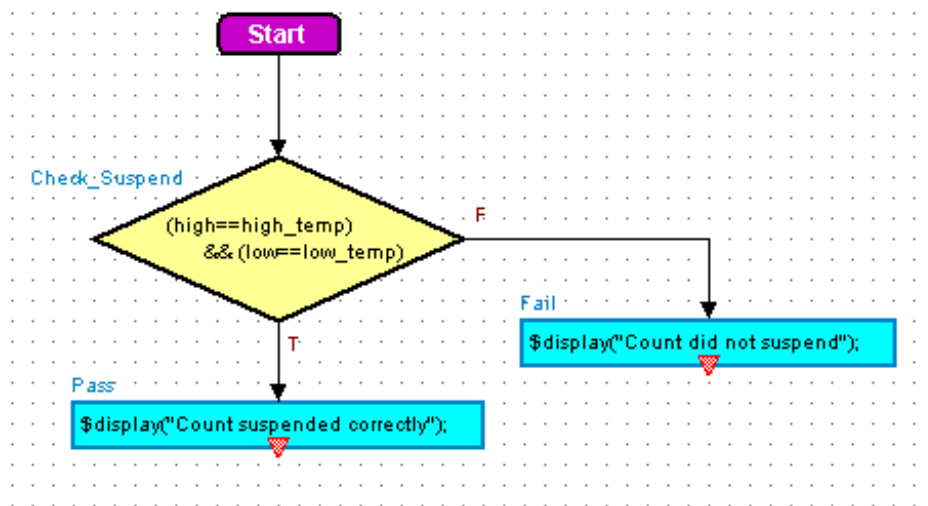 Start
Check_Suspend
(high==high_temp)
&&(low==low_temp)
F
T
Fail
$display("Count did not suspend");
Pass
$display("Count suspended correctly");